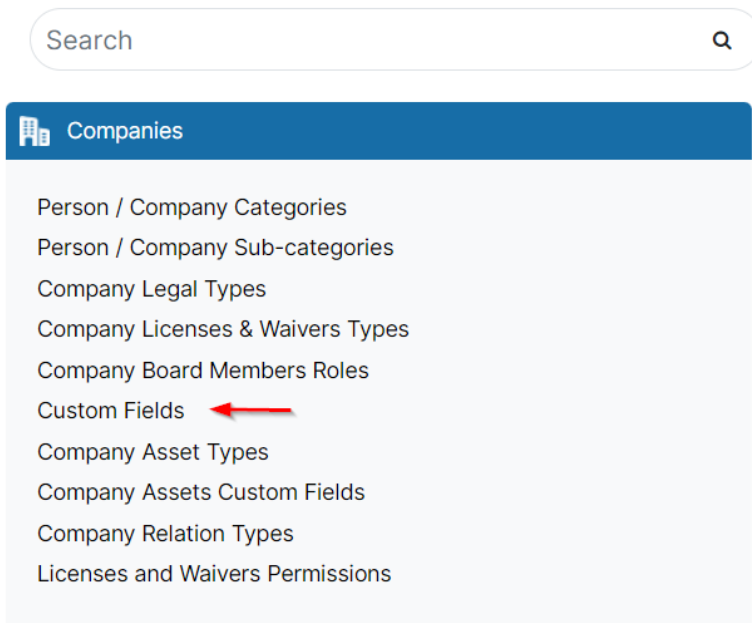 Search
Companies
Person / Company Categories
Person / Company Sub-categories
Company Legal Types
Company Licenses & Waivers Types
Company Board Members Roles
Custom Fields
Company Asset Types
Company Assets Custom Fields
Company Relation Types
Licenses and Waivers Permissions